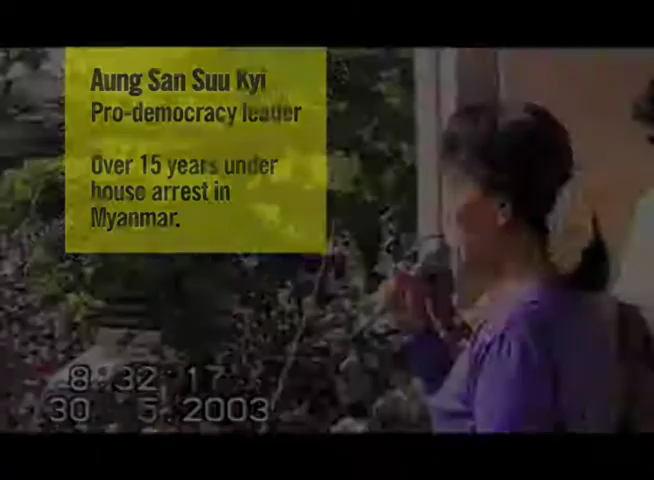 Aung San Suu Kyi
Pro-democracy leader
Over 15 years under
house arrest in
Myanmar.
8:32 17
30 5.2003